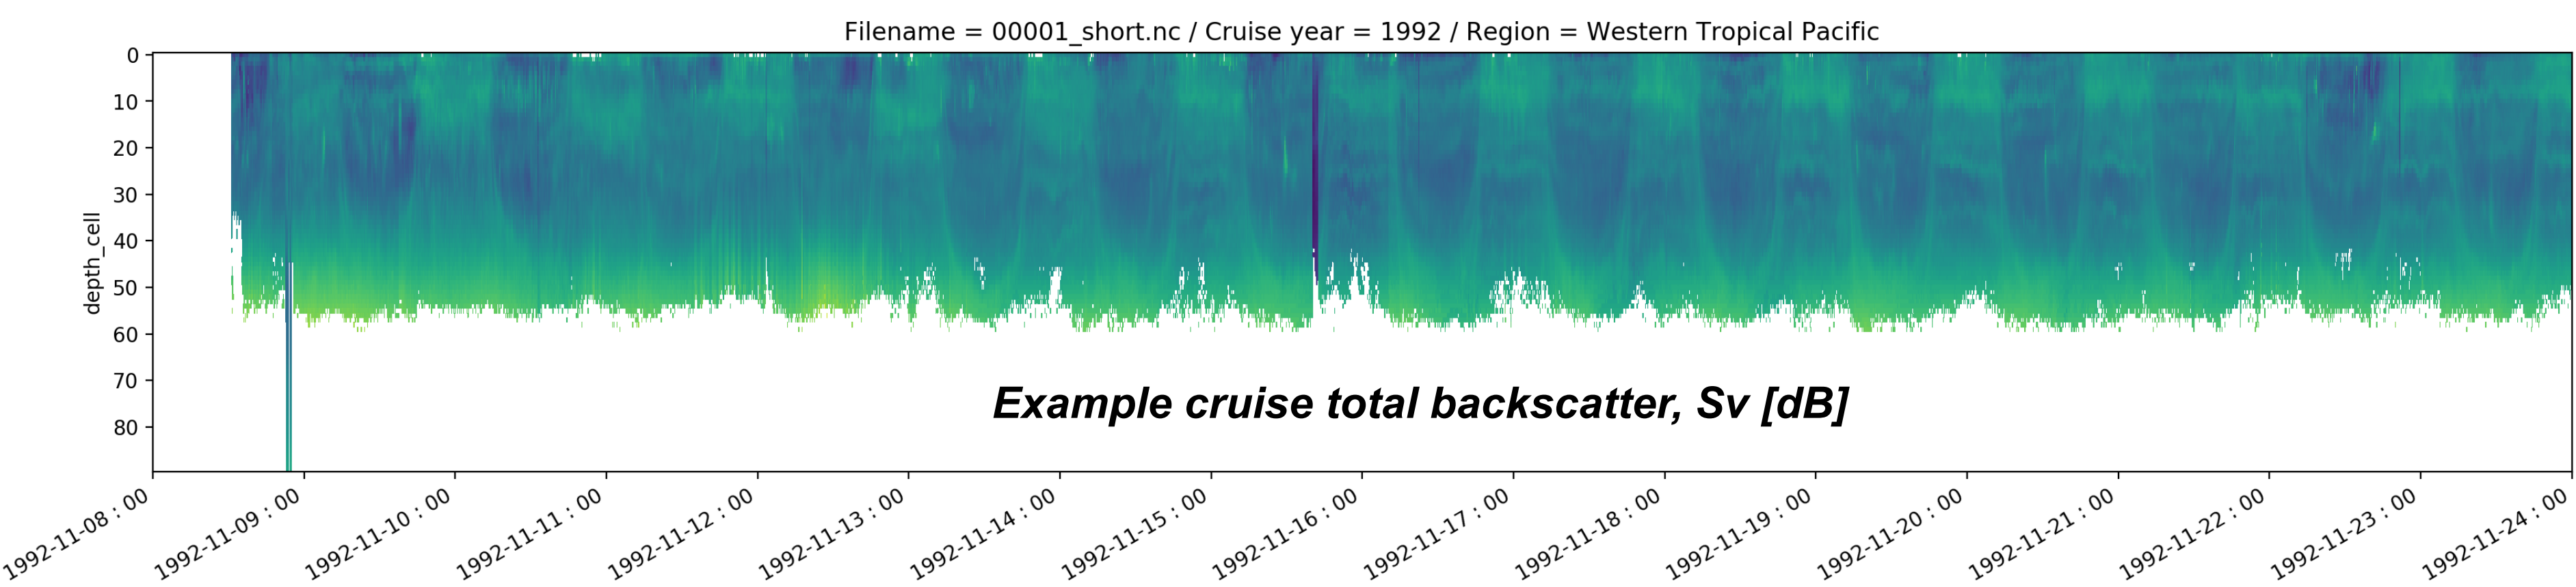 Filename = 00001_short.nc / Cruise year = 1992 / Region = Western Tropical Pacific
0
10
20
30
40
50
60
70
80
depth_cell
Example cruise total backscatter, Sv [dB]
1992-11-08 : 00
1992-11-09 : 00
1992-11-10 : 00
1992-11-11 : 00
1992-11-12 : 00
1992-11-13 : 00
1992-11-14 : 00
1992-11-15 : 00
1992-11-16 : 00
1992-11-17 : 00
1992-11-18 : 00
1992-11-19 : 00
1992-11-20 : 00
1992-11-21 : 00
1992-11-22 : 00
1992-11-23 : 00
1992-11-24 : 00